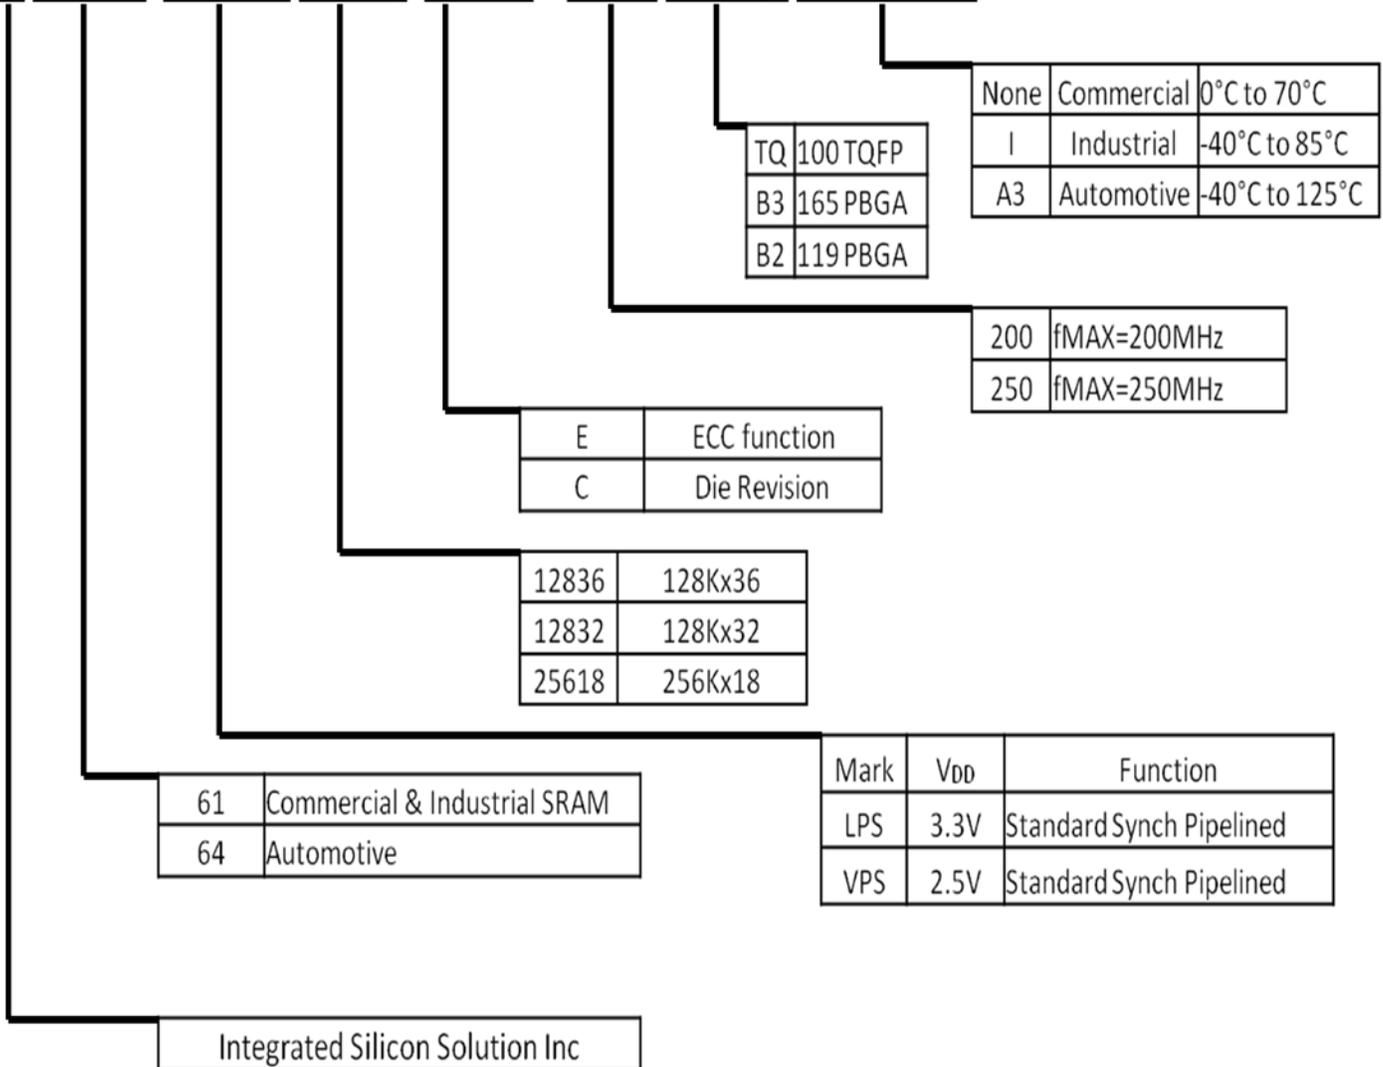 None Commercial 0°C to 70°C
I Industrial -40°C to 85°C
A3 Automotive -40°C to 125°C
TQ 100 TQFP
B3 165 PBGA
B2 119 PBGA
200 fMAX=200MHz
250 fMAX=250MHz
E ECC function
C Die Revision
12836 128Kx36
12832 128Kx32
25618 256Kx18
Mark VDD Function
LPS 3.3V Standard Synch Pipelined
VPS 2.5V Standard Synch Pipelined
61 Commercial & Industrial SRAM
64 Automotive
Integrated Silicon Solution Inc